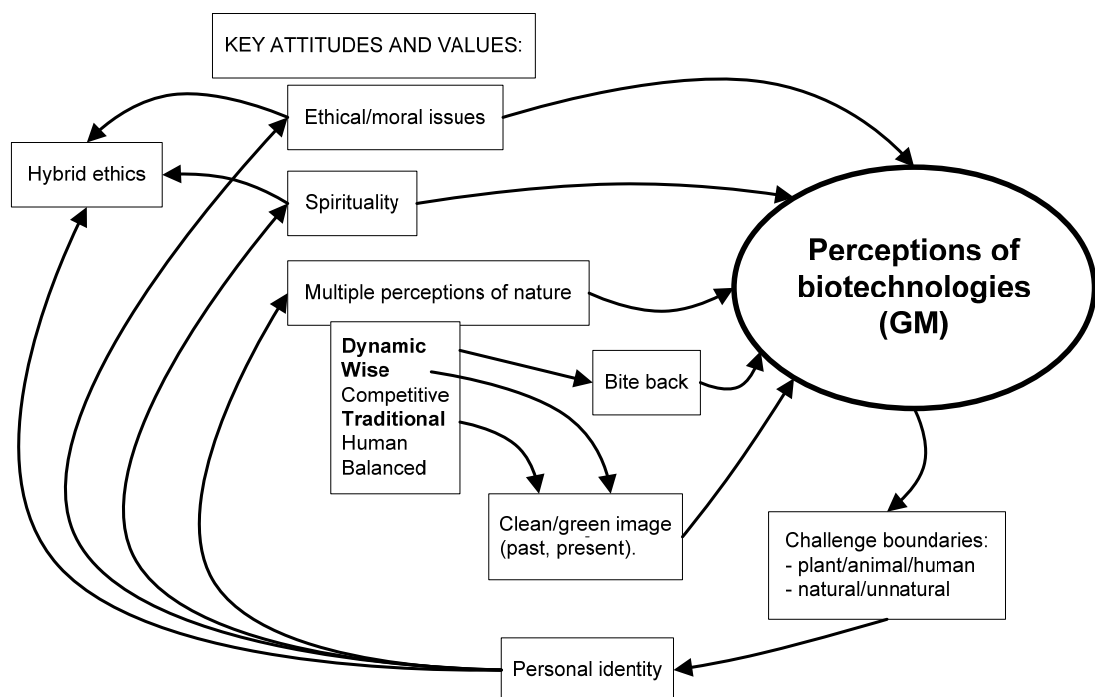 KEY ATTITUDES AND VALUES:
Ethical/moral issues
Hybrid ethics
Spirituality
Perceptions of
biotechnologies
(GM)
Multiple perceptions of nature
Dynamic
Wise
Competitive
Traditional
Human
Balanced
Bite back
Clean/green image
(past, present).
Challenge boundaries:
- plant/animal/human
- natural/unnatural
Personal identity